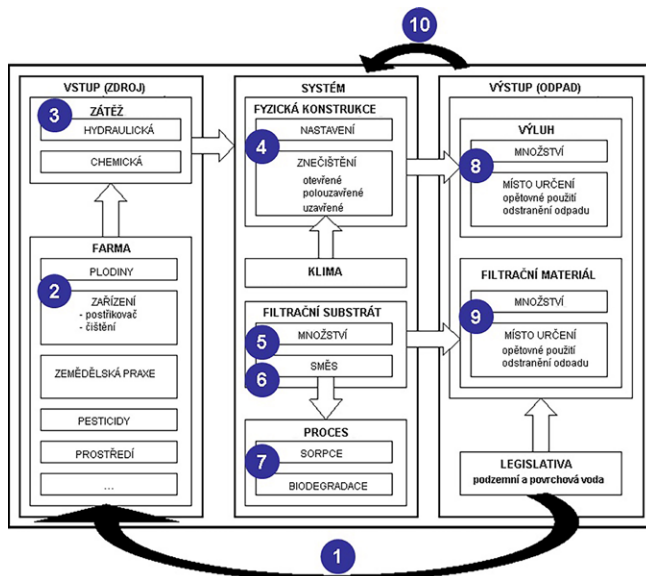 10
VSTUP (ZDROJ)
ZÁTĚŽ
3
HYDRAULICKÁ
CHEMICKÁ
FARMA
PLODINY
2
ZAŘÍZENÍ
- postřikovač
- čištění
ZEMĚDĚLSKÁ PRAXE
PESTICIDY
PROSTŘEDÍ
...
SYSTÉM
FYZICKÁ KONSTRUKCE
NASTAVENÍ
4
ZNEČIŠTĚNÍ
otevřené
polouzavřené
uzavřené
KLIMA
FILTRAČNÍ SUBSTRÁT
5
MNOŽSTVÍ
6
SMĚS
PROCES
7
SORPCE
BIODEGRADACE
VÝSTUP (ODPAD)
VÝLUH
8
MNOŽSTVÍ
MÍSTO URČENÍ
opětovné použití
odstranění odpadu
FILTRAČNÍ MATERIÁL
9
MNOŽSTVÍ
MÍSTO URČENÍ
opětovné použití
odstranění odpadu
LEGISLATIVA
podzemní a povrchová voda
1